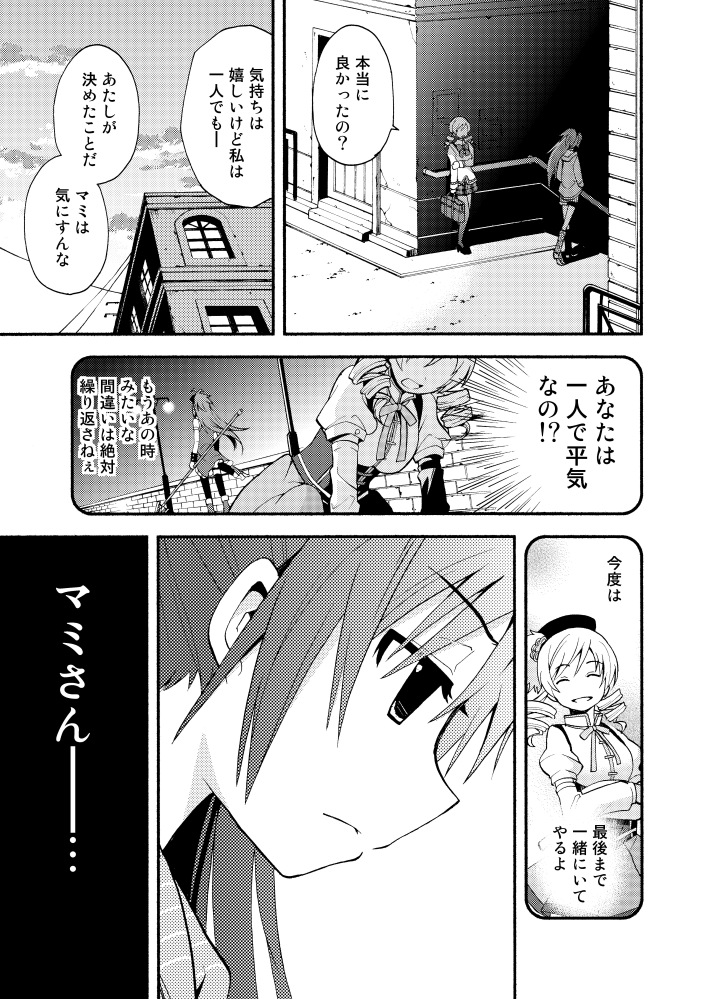 本当に
良かったの?
気持ちは
嬉しいけど私は
一人でも―
あたしが
決めたことだ
マミは
気にすんな
あなたは
一人で平気
なの!?
もうあの時
みたいな
間違いは絶対
繰り返さねぇ
今度は
最後まで
一緒にいて
やるよ
マミさん――…